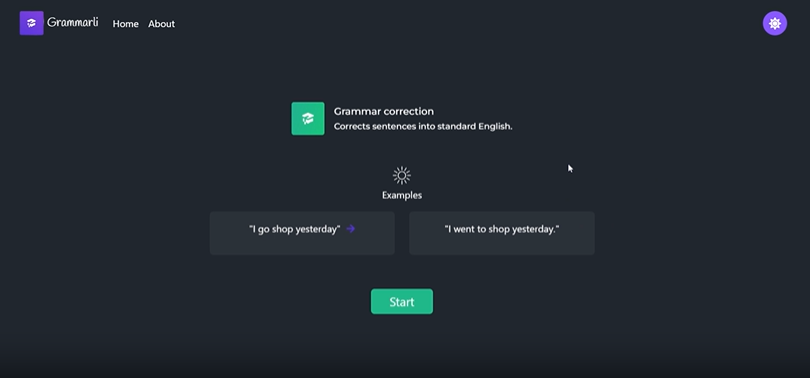 Grammarli Home About
Grammar correction
Corrects sentences into standard English.
Examples
"I go shop yesterday" → "I went to shop yesterday."
Start